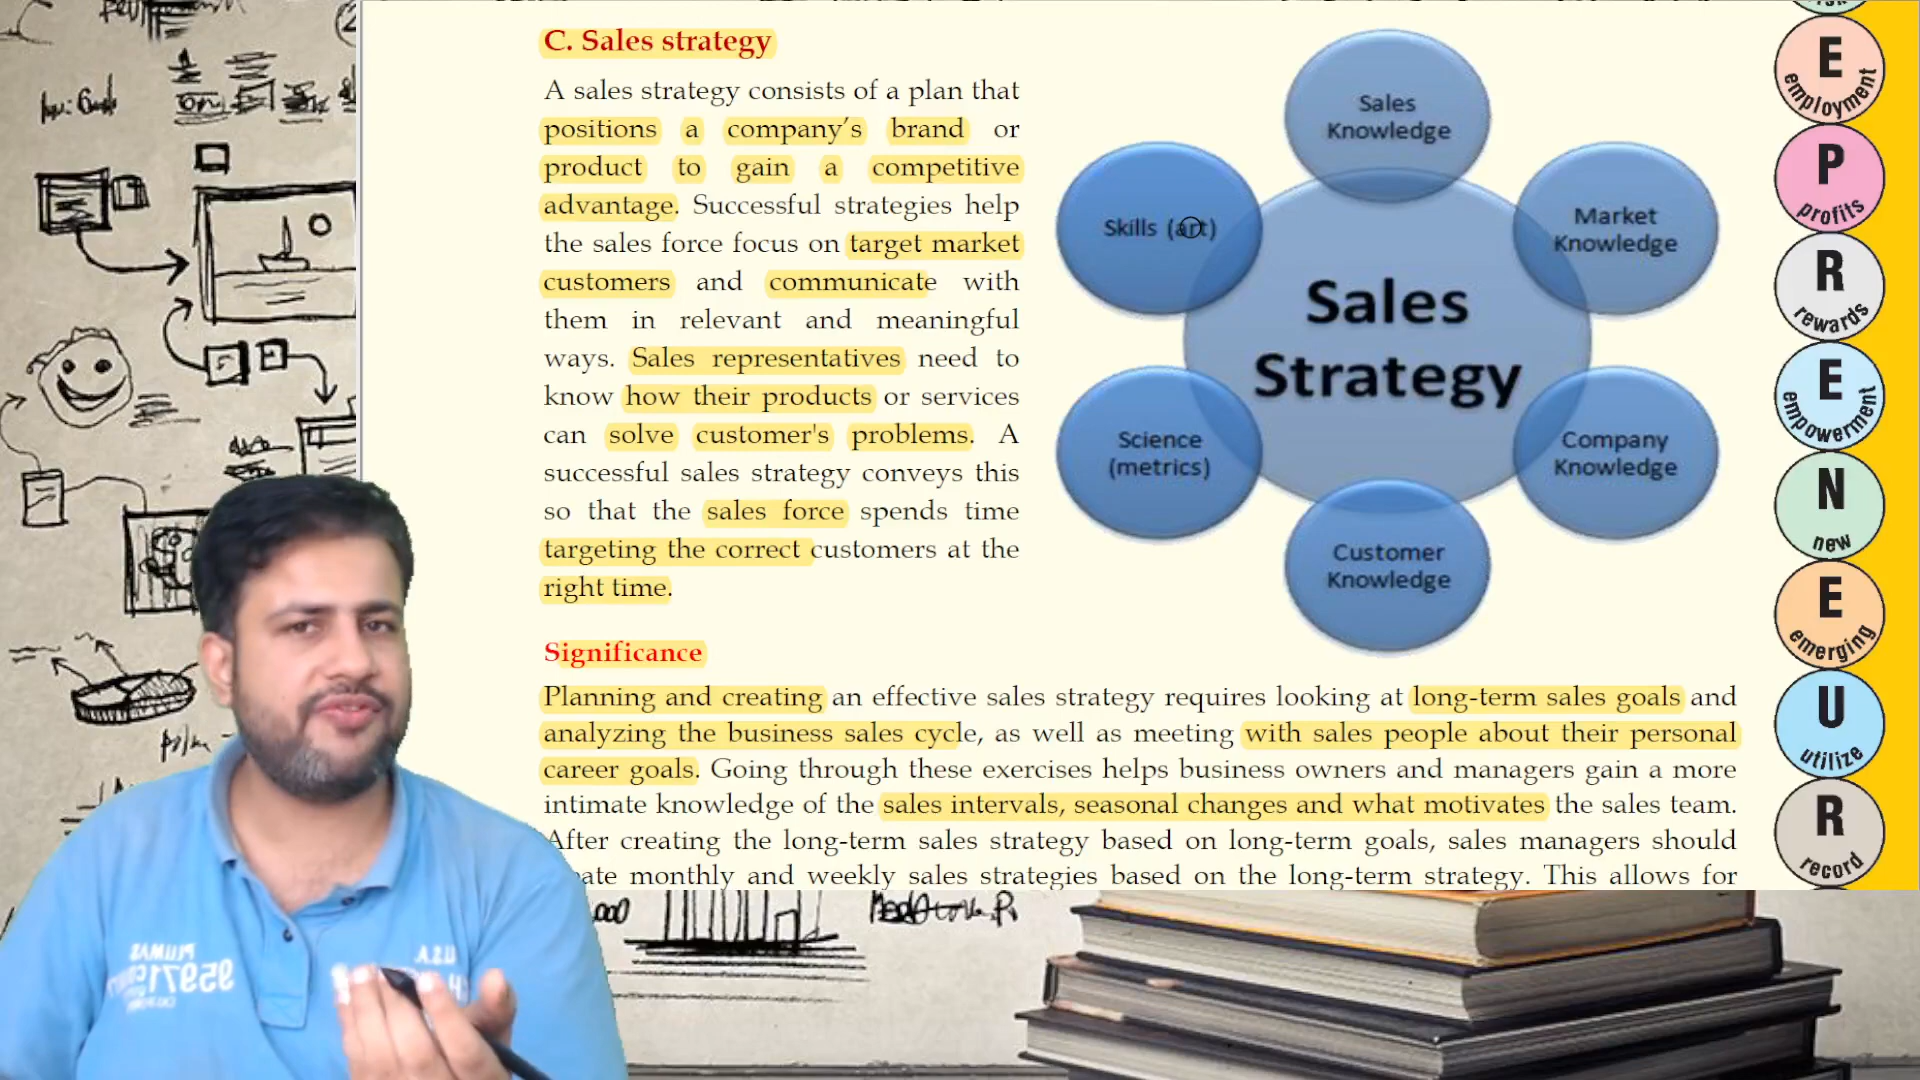 C. Sales strategy
A sales strategy consists of a plan that
positions a company’s brand or
product to gain a competitive
advantage. Successful strategies help
the sales force focus on target market
customers and communicate with
them in relevant and meaningful
ways. Sales representatives need to
know how their products or services
can solve customer's problems. A
successful sales strategy conveys this
so that the sales force spends time
targeting the correct customers at the
right time.
Sales
Knowledge
Skills (art)
Market
Knowledge
Sales
Strategy
Science
(metrics)
Company
Knowledge
Customer
Knowledge
Significance
Planning and creating an effective sales strategy requires looking at long-term sales goals and
analyzing the business sales cycle, as well as meeting with sales people about their personal
career goals. Going through these exercises helps business owners and managers gain a more
intimate knowledge of the sales intervals, seasonal changes and what motivates the sales team.
After creating the long-term sales strategy based on long-term goals, sales managers should
monthly and weekly sales strategies based on the long-term strategy. This allows for
E
employment
P
profits
R
rewards
E
empowerment
N
new
E
emerging
U
utilize
R
record
PLUMAS
U.S.A.
95971